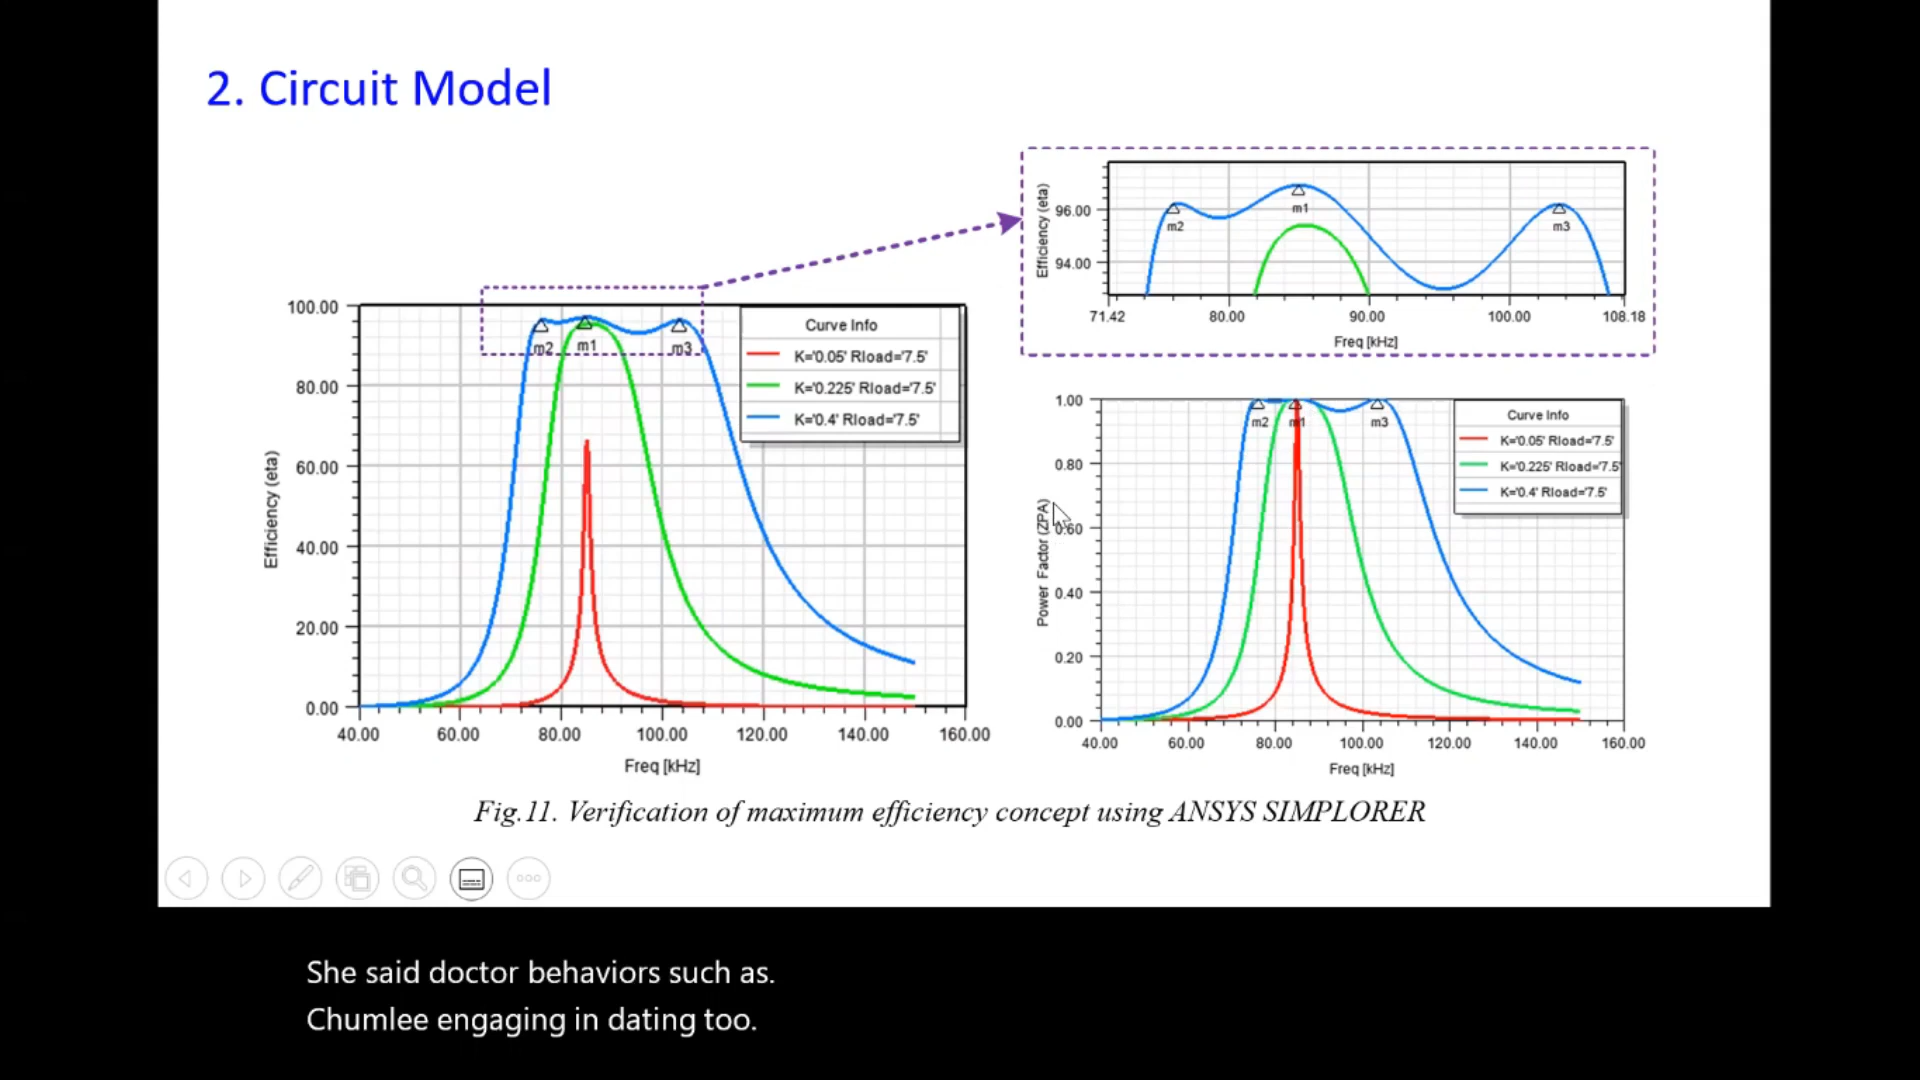 2. Circuit Model
100.00
80.00
60.00
40.00
20.00
0.00
Efficiency (eta)
40.00 60.00 80.00 100.00 120.00 140.00 160.00
Freq [kHz]
m2 m1 m3
Curve Info
K='0.05' Rload='7.5'
K='0.225' Rload='7.5'
K='0.4' Rload='7.5'
Efficiency (eta)
96.00
94.00
m2 m1 m3
71.42 80.00 90.00 100.00 108.18
Freq [kHz]
1.00
0.80
0.60
0.40
0.20
0.00
Power Factor (ZPA)
m2 m1 m3
Curve Info
K='0.05' Rload='7.5'
K='0.225' Rload='7.5'
K='0.4' Rload='7.5'
40.00 60.00 80.00 100.00 120.00 140.00 160.00
Freq [kHz]
Fig.11. Verification of maximum efficiency concept using ANSYS SIMPLORER
She said doctor behaviors such as.
Chumlee engaging in dating too.